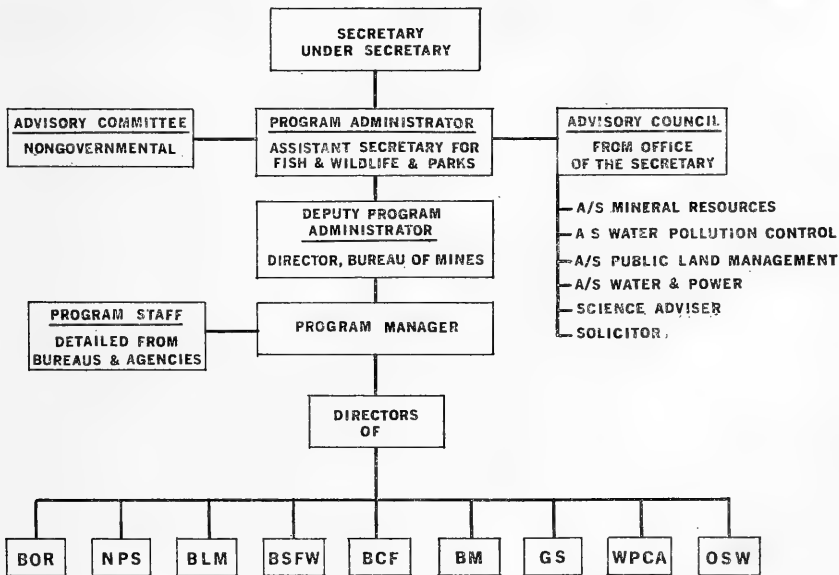 SECRETARY
UNDER SECRETARY
ADVISORY COMMITTEE
NONGOVERNMENTAL
PROGRAM ADMINISTRATOR
ASSISTANT SECRETARY FOR
FISH & WILDLIFE & PARKS
ADVISORY COUNCIL
FROM OFFICE
OF THE SECRETARY
A/S MINERAL RESOURCES
A S WATER POLLUTION CONTROL
A/S PUBLIC LAND MANAGEMENT
A/S WATER & POWER
SCIENCE ADVISER
SOLICITOR
DEPUTY PROGRAM
ADMINISTRATOR
DIRECTOR, BUREAU OF MINES
PROGRAM STAFF
DETAILED FROM
BUREAUS & AGENCIES
PROGRAM MANAGER
DIRECTORS
OF
BOR NPS BLM BSFW BCF BM GS WPCA OSW